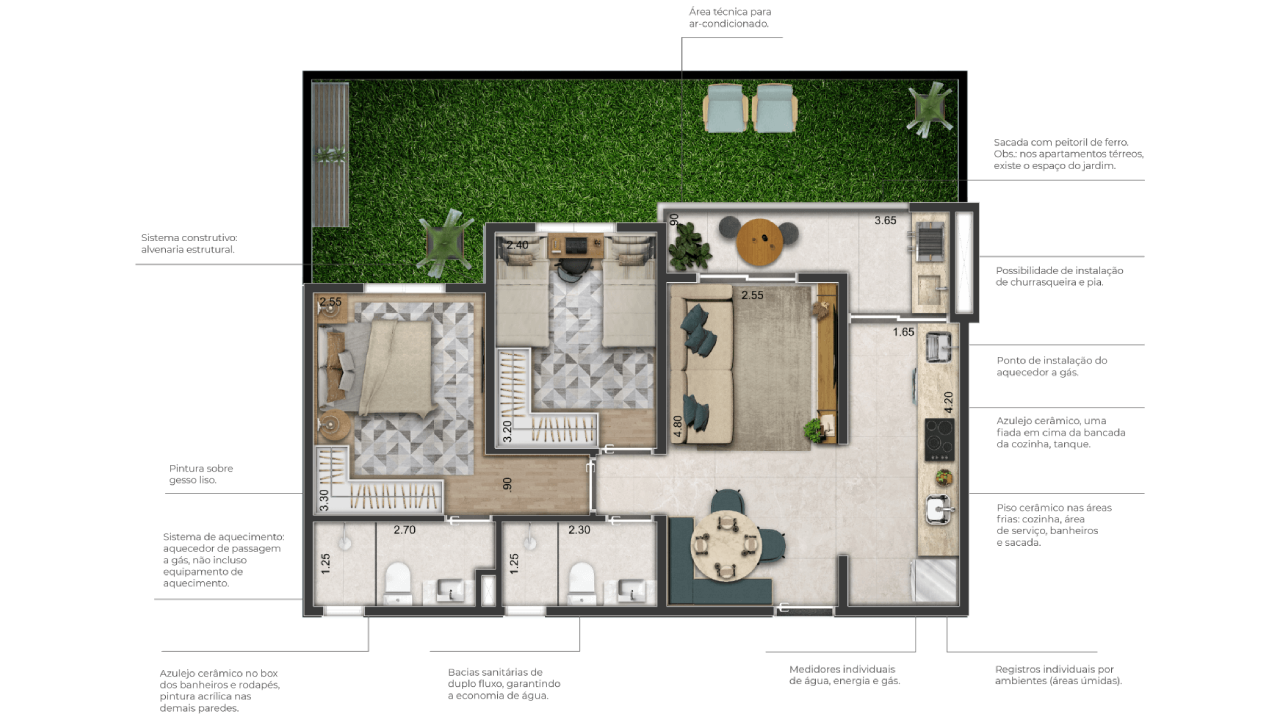 Área técnica para
ar-condicionado.
Sacada com peitoril de ferro.
Obs.: nos apartamentos térreos,
existe o espaço do jardim.
Sistema construtivo:
alvenaria estrutural.
Possibilidade de instalação
de churrasqueira e pia.
Ponto de instalação do
aquecedor a gás.
Azulejo cerâmico, uma
fiada em cima da bancada
da cozinha, tanque.
Pintura sobre
gesso liso.
Piso cerâmico nas áreas
frias: cozinha, área
de serviço, banheiros
e sacada.
Sistema de aquecimento:
aquecedor de passagem
a gás, não incluso
equipamento de
aquecimento.
Azulejo cerâmico no box
dos banheiros e rodapés,
pintura acrílica nas
demais paredes.
Bacias sanitárias de
duplo fluxo, garantindo
a economia de água.
Medidores individuais
de água, energia e gás.
Registros individuais por
ambientes (áreas úmidas).
.90
3.65
2.40
2.55
2.55
1.65
4.20
4.80
3.20
3.30
.90
2.70
2.30
1.25
1.25